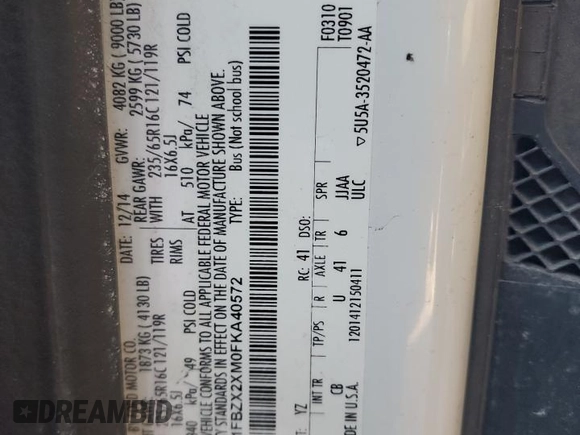 DATE: 12/14 GVWR: 4082 KG ( 9000 LB)
MOTOR CO.
1873 KG ( 4130 LB) REAR GAWR: 2599 KG ( 5730 LB)
R16C 121/119R TIRES WITH 235/65R16C 121/119R
16X6.5J RIMS 16X6.5J
kPa/ 49 PSI COLD AT 510 kPa/ 74 PSI COLD
VEHICLE CONFORMS TO ALL APPLICABLE FEDERAL MOTOR VEHICLE
STANDARDS IN EFFECT ON THE DATE OF MANUFACTURE SHOWN ABOVE.
FBZX2XM0FKA40572 TYPE: Bus (Not school bus)
F0310
T0901
YZ RC: 41 DSO:
INT TR TP/PS R AXLE TR SPR
CB U 41 6 JJAA
ULC
IN U.S.A. 1201412150411
▽5U5A-3520472-AA
DREAMBID